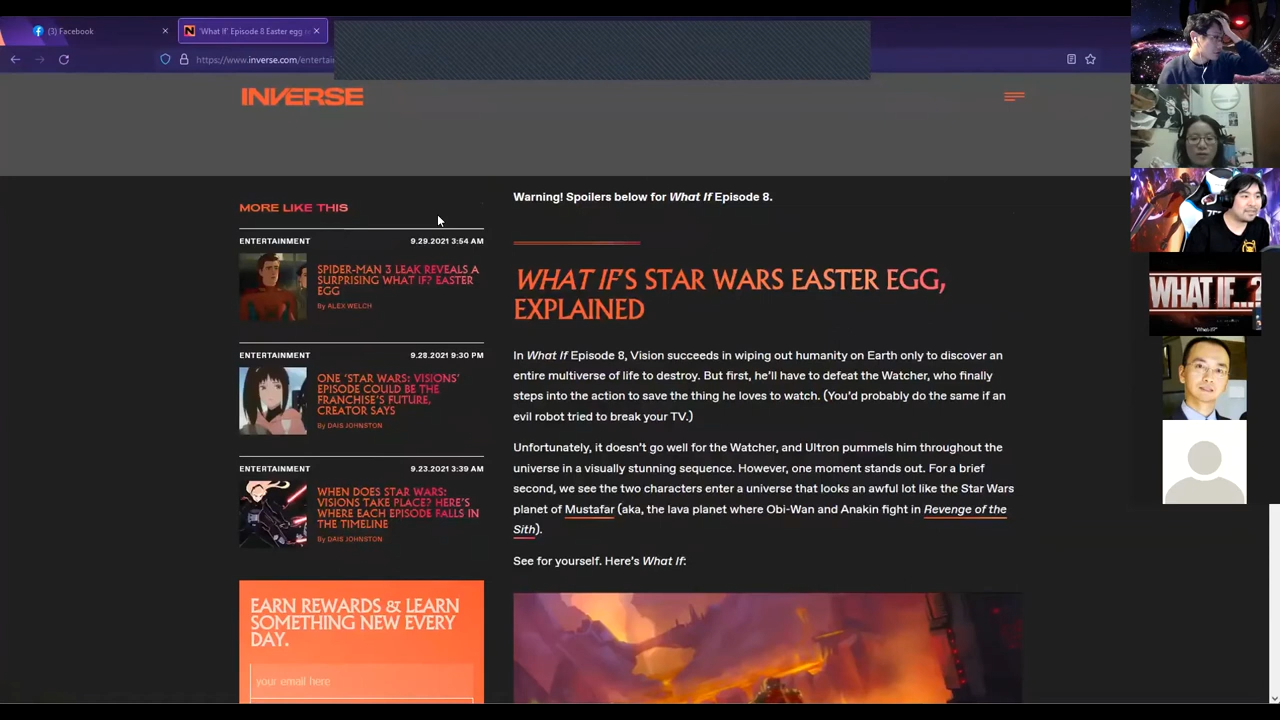 (3) Facebook
'What If' Episode 8 Easter egg
https://www.inverse.com/entertai
INVERSE
MORE LIKE THIS
ENTERTAINMENT 9.29.2021 3:54 AM
SPIDER-MAN 3 LEAK REVEALS A
SURPRISING WHAT IF? EASTER
EGG
By ALEX WELCH
ENTERTAINMENT 9.28.2021 9:30 PM
ONE ‘STAR WARS: VISIONS’
EPISODE COULD BE THE
FRANCHISE’S FUTURE,
CREATOR SAYS
By DAIS JOHNSTON
ENTERTAINMENT 9.23.2021 3:39 AM
WHEN DOES STAR WARS:
VISIONS TAKE PLACE? HERE’S
WHERE EACH EPISODE FALLS IN
THE TIMELINE
By DAIS JOHNSTON
EARN REWARDS & LEARN
SOMETHING NEW EVERY
DAY.
your email here
Warning! Spoilers below for What If Episode 8.
WHAT IF’S STAR WARS EASTER EGG,
EXPLAINED
In What If Episode 8, Vision succeeds in wiping out humanity on Earth only to discover an
entire multiverse of life to destroy. But first, he’ll have to defeat the Watcher, who finally
steps into the action to save the thing he loves to watch. (You’d probably do the same if an
evil robot tried to break your TV.)
Unfortunately, it doesn’t go well for the Watcher, and Ultron pummels him throughout the
universe in a visually stunning sequence. However, one moment stands out. For a brief
second, we see the two characters enter a universe that looks an awful lot like the Star Wars
planet of Mustafar (aka, the lava planet where Obi-Wan and Anakin fight in Revenge of the
Sith).
See for yourself. Here’s What If:
WHAT IF...?
"What if?"